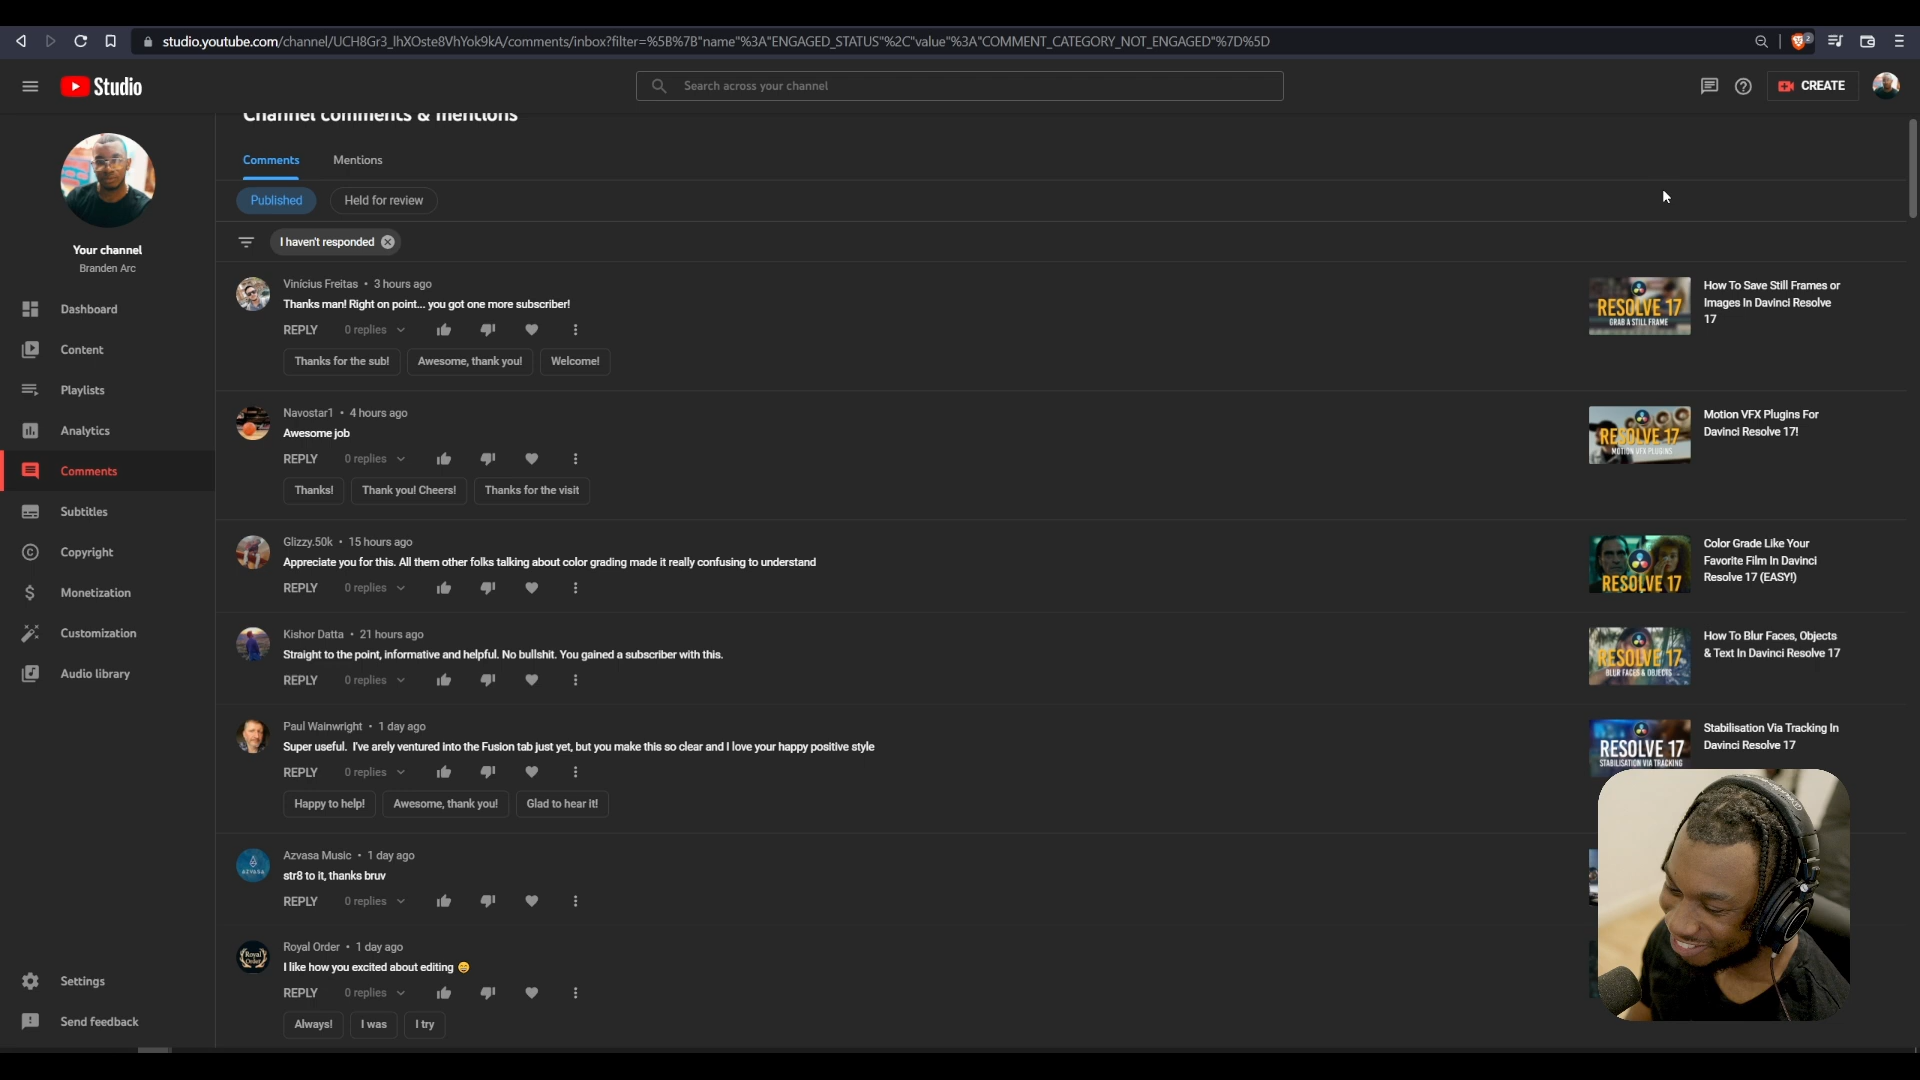 studio.youtube.com/channel/UCH8Gr3_lhXOste8VhYok9kA/comments/inbox?filter=%5B%7B"name"%3A"ENGAGED_STATUS"%2C"value"%3A"COMMENT_CATEGORY_NOT_ENGAGED"%7D%5D
2
Studio
Search across your channel
CREATE
Channel comments & mentions
Comments
Mentions
Published
Held for review
I haven't responded
Your channel
Branden Arc
Dashboard
Content
Playlists
Analytics
Comments
Subtitles
Copyright
Monetization
Customization
Audio library
Settings
Send feedback
Vinícius Freitas • 3 hours ago
Thanks man! Right on point... you got one more subscriber!
REPLY 0 replies
Thanks for the sub! Awesome, thank you! Welcome!
RESOLVE 17
GRAB A STILL FRAME
How To Save Still Frames or
Images In Davinci Resolve
17
Navostar1 • 4 hours ago
Awesome job
REPLY 0 replies
Thanks! Thank you! Cheers! Thanks for the visit
RESOLVE 17
MOTION VFX PLUGINS
Motion VFX Plugins For
Davinci Resolve 17!
Glizzy.50k • 15 hours ago
Appreciate you for this. All them other folks talking about color grading made it really confusing to understand
REPLY 0 replies
RESOLVE 17
Color Grade Like Your
Favorite Film In Davinci
Resolve 17 (EASY!)
Kishor Datta • 21 hours ago
Straight to the point, informative and helpful. No bullshit. You gained a subscriber with this.
REPLY 0 replies
RESOLVE 17
BLUR FACES & OBJECTS
How To Blur Faces, Objects
& Text In Davinci Resolve 17
Paul Wainwright • 1 day ago
Super useful. I've arely ventured into the Fusion tab just yet, but you make this so clear and I love your happy positive style
REPLY 0 replies
Happy to help! Awesome, thank you! Glad to hear it!
RESOLVE 17
STABILISATION VIA TRACKING
Stabilisation Via Tracking In
Davinci Resolve 17
AZVASA
Azvasa Music • 1 day ago
str8 to it, thanks bruv
REPLY 0 replies
Royal
Order
Royal Order • 1 day ago
I like how you excited about editing 😄
REPLY 0 replies
Always! I was I try